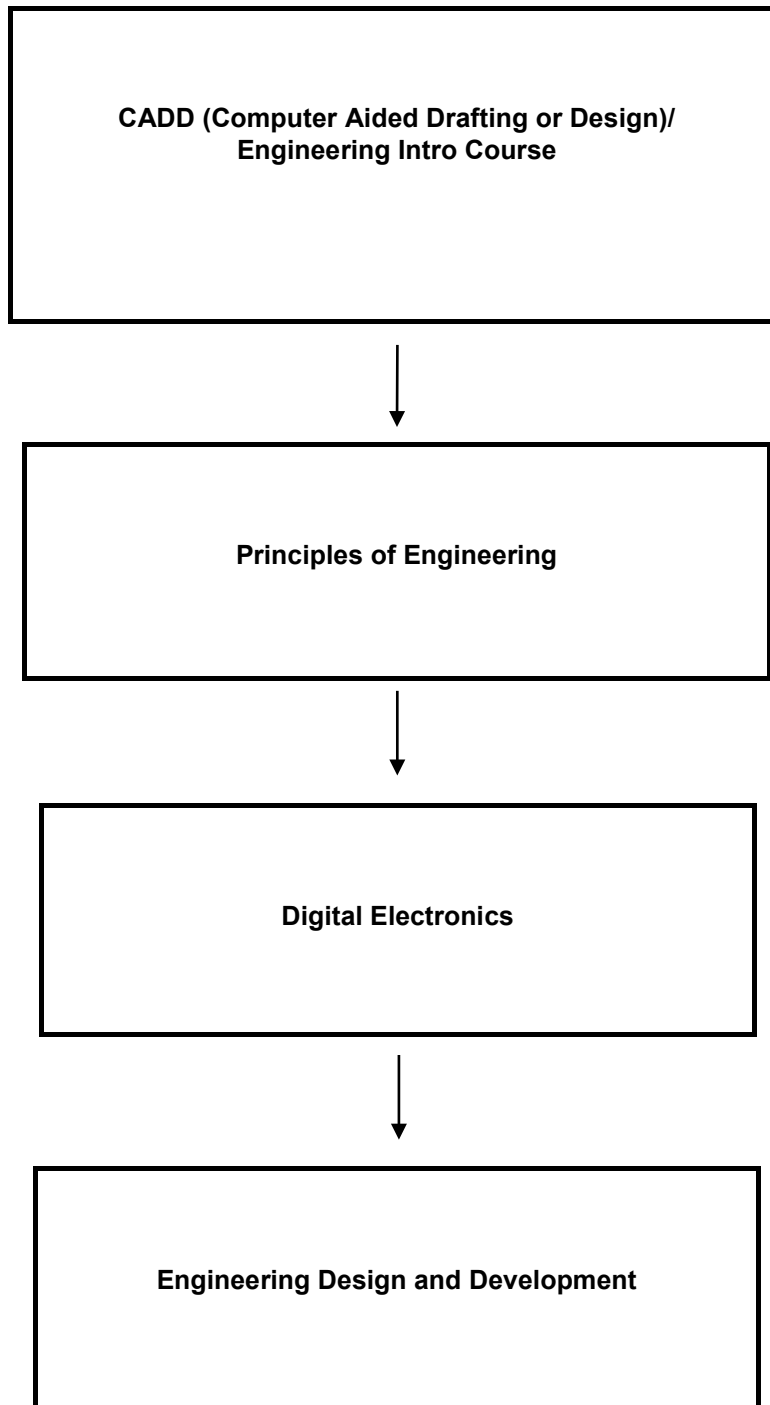 CADD (Computer Aided Drafting or Design)/
Engineering Intro Course
Principles of Engineering
Digital Electronics
Engineering Design and Development